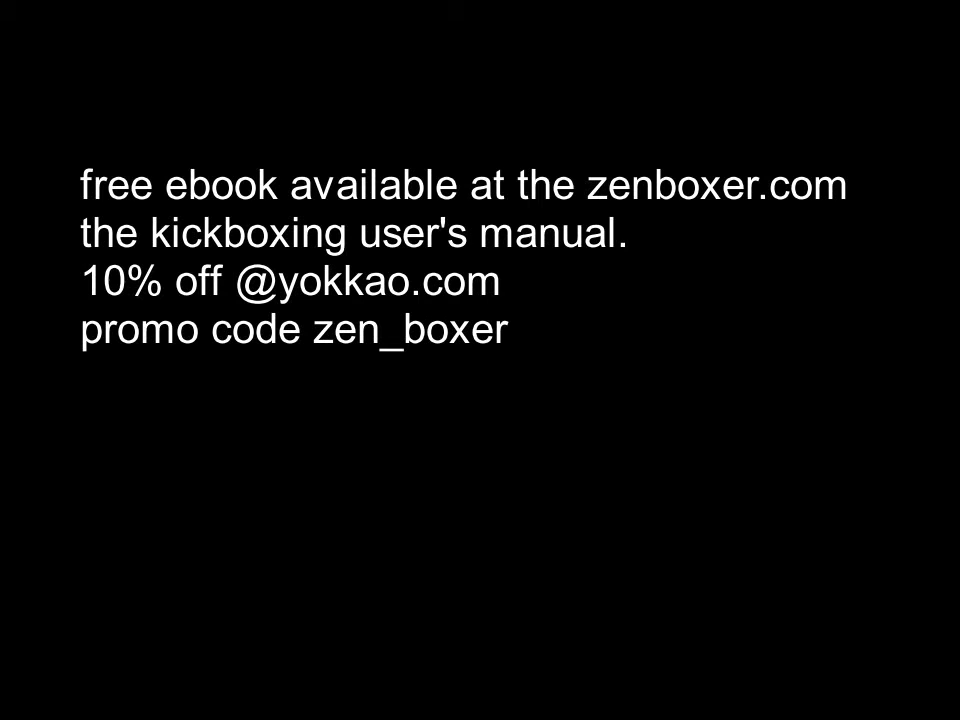 free ebook available at the zenboxer.com
the kickboxing user's manual.
10% off @yokkao.com
promo code zen_boxer